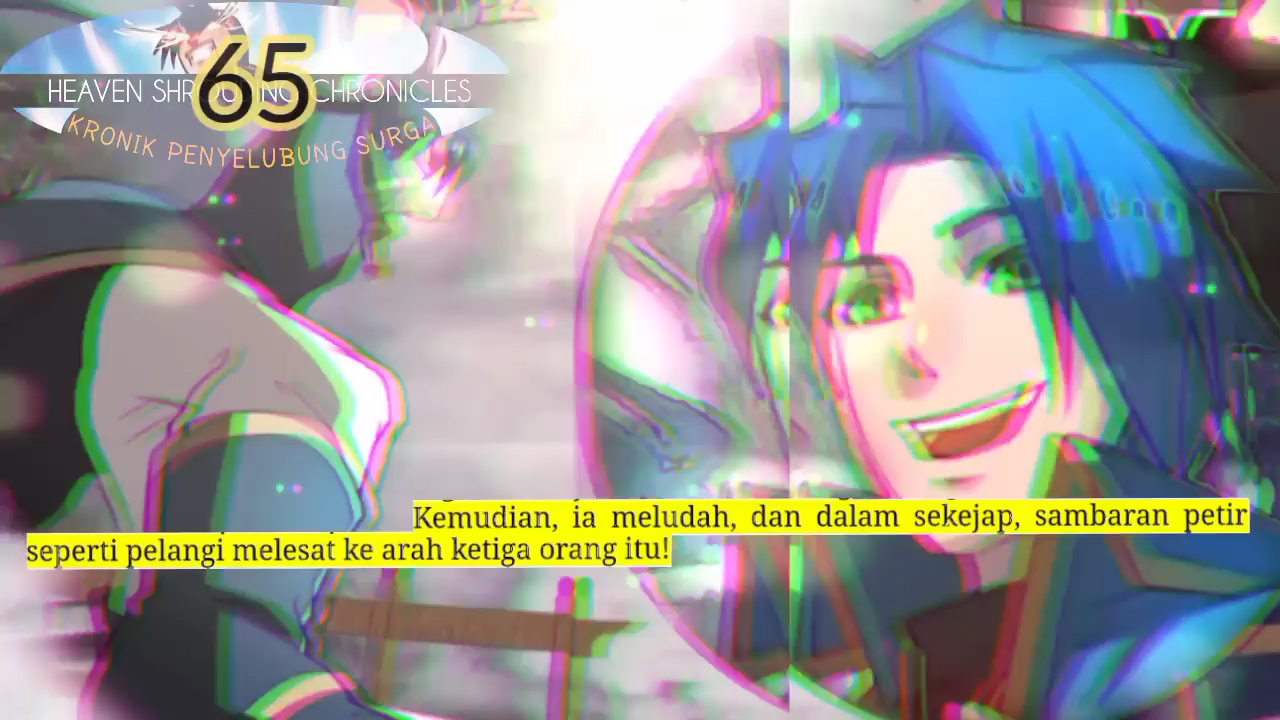 65
HEAVEN SHROUDING CHRONICLES
KRONIK PENYELUBUNG SURGA
Kemudian, ia meludah, dan dalam sekejap, sambaran petir
seperti pelangi melesat ke arah ketiga orang itu!